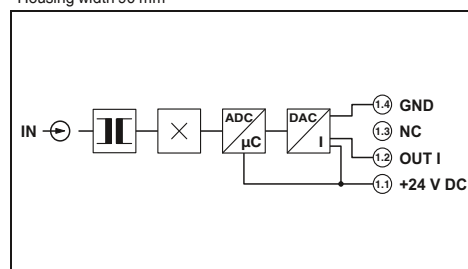 Housing width 90 mm
IN
ADC
µC
DAC
I
1.4 GND
1.3 NC
1.2 OUT I
1.1 +24 V DC